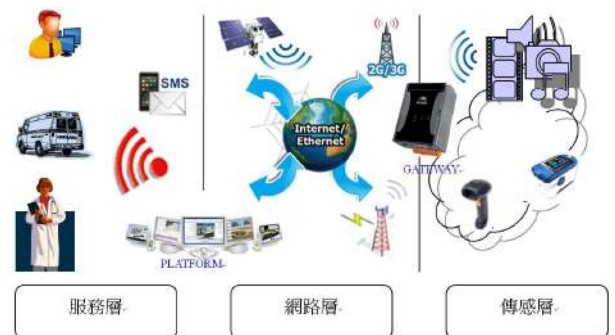 SMS
2G/3G
Internet/
Ethernet
GATEWAY
PLATFORM
服務層
網路層
傳感層